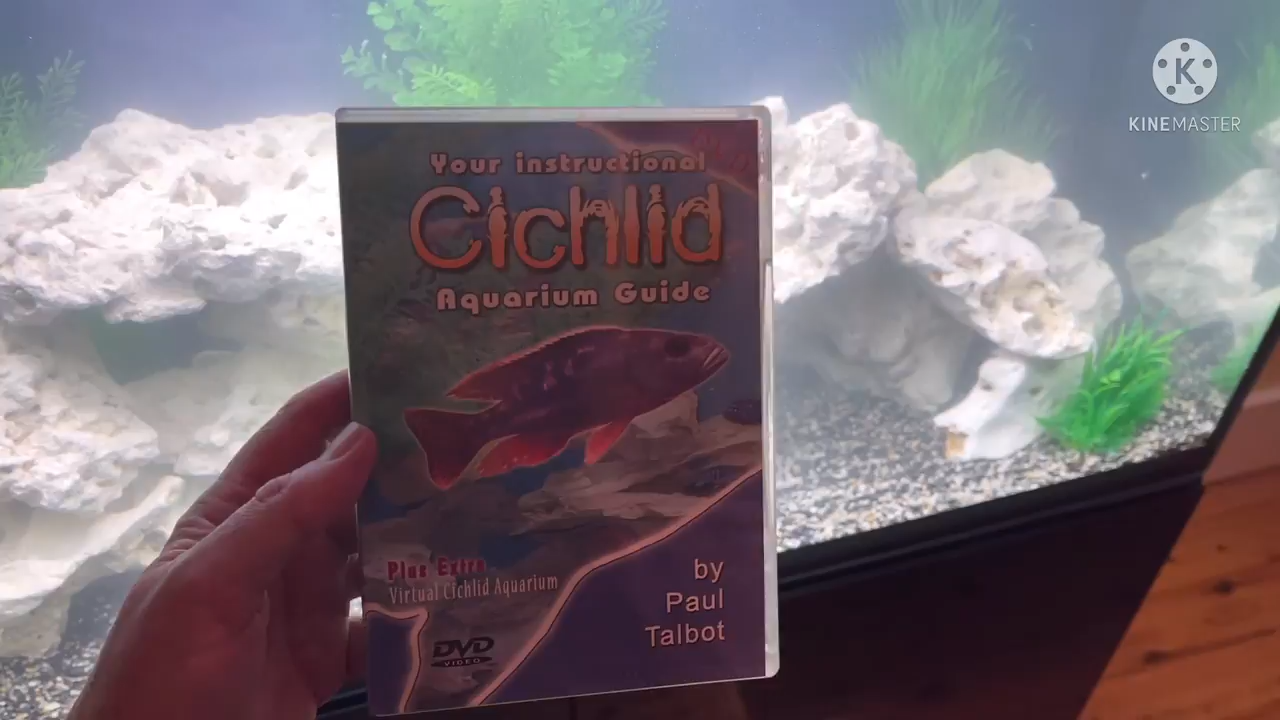 Your instructional
Cichlid
Aquarium Guide
Plus Extra
Virtual Cichlid Aquarium
DVD
VIDEO
by
Paul
Talbot
K
KINEMASTER